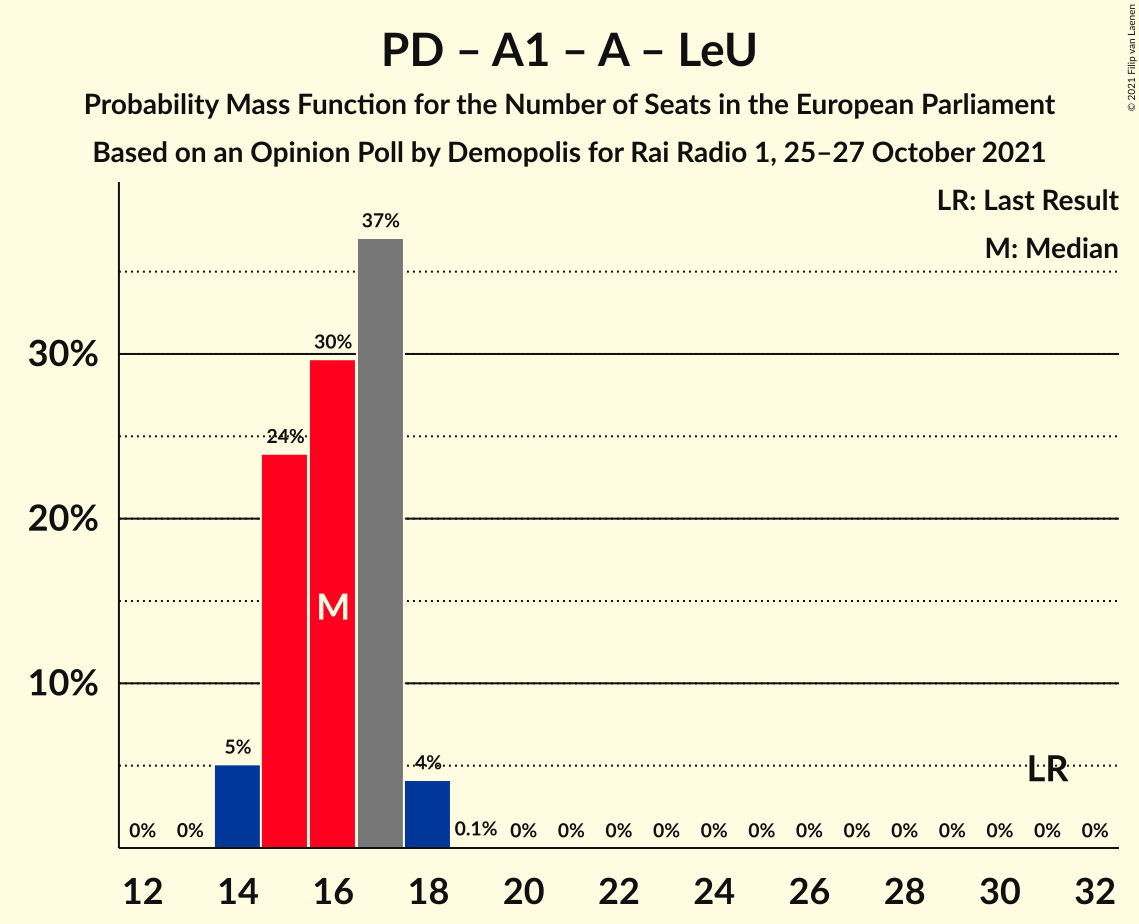 PD – A1 – A – LeU
Probability Mass Function for the Number of Seats in the European Parliament
Based on an Opinion Poll by Demopolis for Rai Radio 1, 25–27 October 2021
© 2021 Filip van Laenen
LR: Last Result
M: Median
37%
30%
30%
24%
20%
M
10%
5%
4%
LR
0% 0% 0.1% 0% 0% 0% 0% 0% 0% 0% 0% 0% 0% 0% 0% 0%
12 14 16 18 20 22 24 26 28 30 32